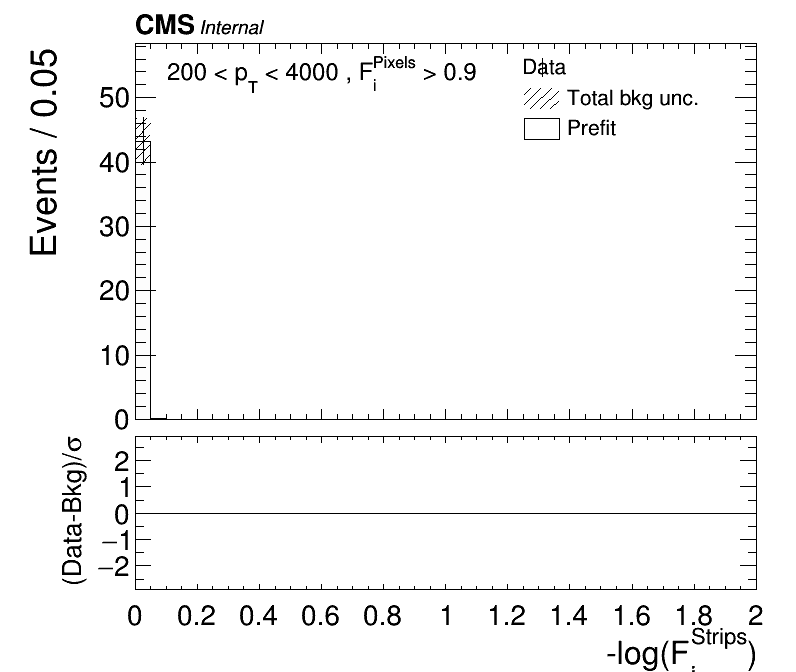 CMS Internal
200 < p_T < 4000 , F_i^Pixels > 0.9
Data
Total bkg unc.
Prefit
Events / 0.05
50
40
30
20
10
0
(Data-Bkg)/σ
2
1
0
−1
−2
0 0.2 0.4 0.6 0.8 1 1.2 1.4 1.6 1.8 2
-log(F_i^Strips)